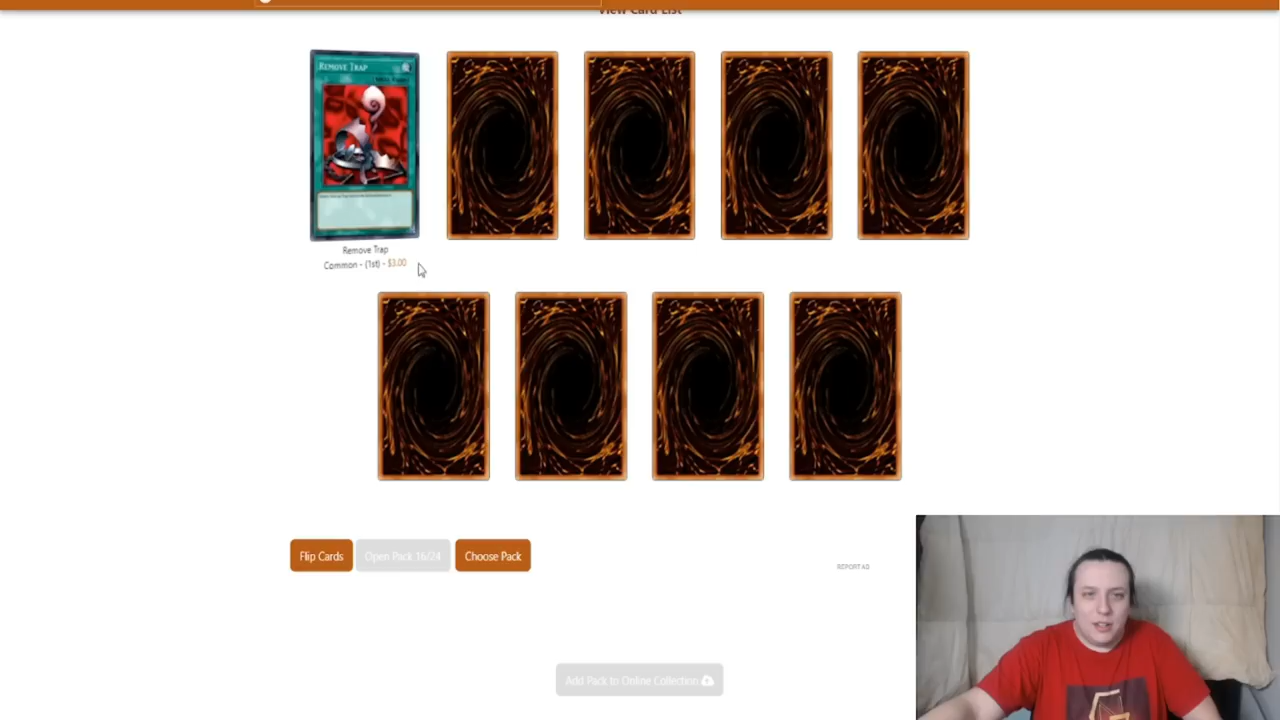 View Card List
REMOVE TRAP
Remove Trap
Common - (1st) - $3.00
Flip Cards
Open Pack 16/24
Choose Pack
REPORT AD
Add Pack to Online Collection